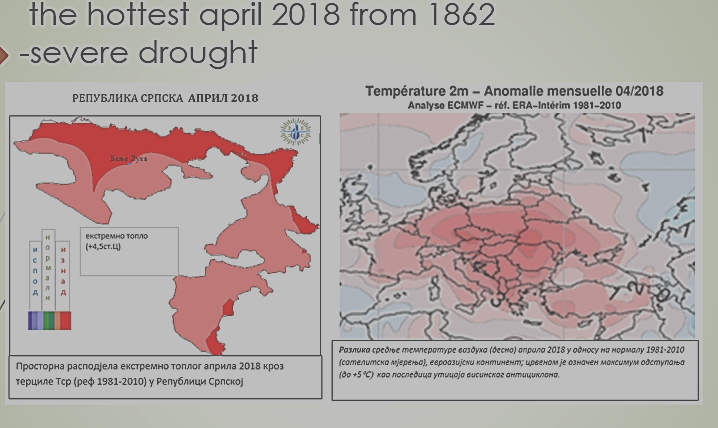 the hottest april 2018 from 1862
-severe drought
РЕПУБЛИКА СРПСКА АПРИЛ 2018
Бања Лука
екстремно топло
(+4,5ст.Ц)
испод
нормалн
изнад
Просторна расподјела екстремно топлог априла 2018 кроз
терциле Тср (реф 1981-2010) у Републици Српској
Température 2m – Anomalie mensuelle 04/2018
Analyse ECMWF – réf. ERA-Intérim 1981-2010
Разлика средње температуре ваздуха (десно) априла 2018 у односу на нормалу 1981-2010
(сателитска мјерења), евроазијски континент; црвеном је означен максимум одступања
(до +5 °C) као последица утицаја висинског антициклона.